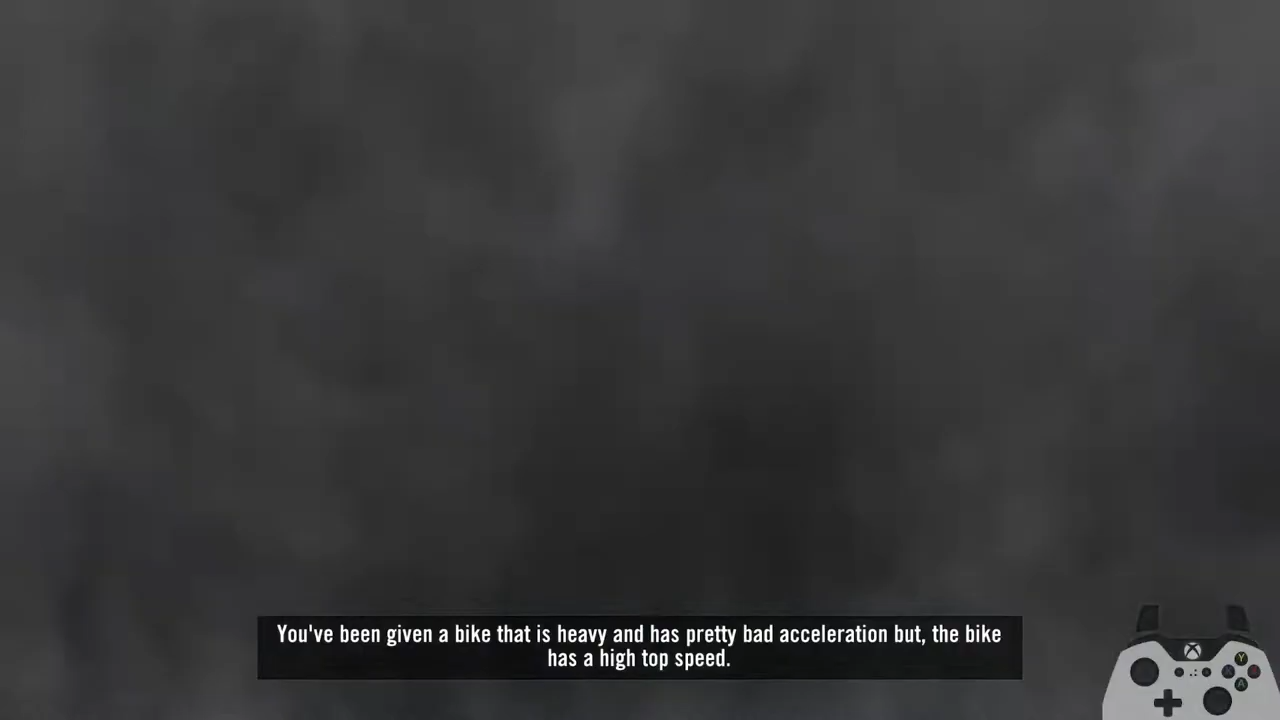 You've been given a bike that is heavy and has pretty bad acceleration but, the bike
has a high top speed.
Y
A